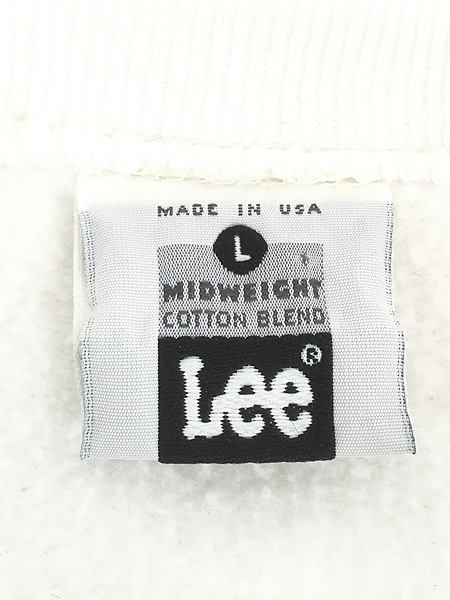 MADE IN USA
L
MIDWEIGHT
COTTON BLEND
Lee®